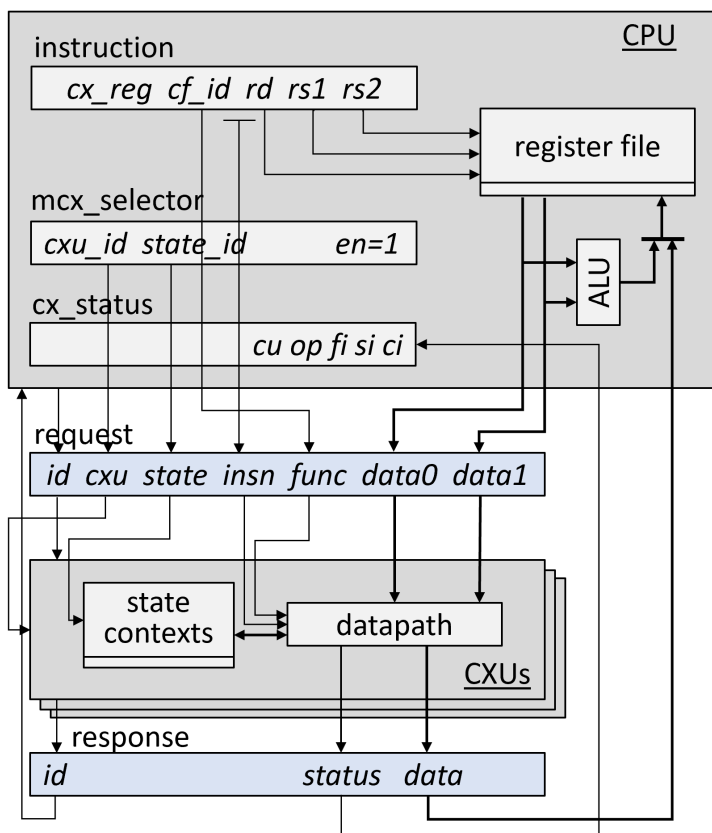 CPU
instruction
cx_reg cf_id rd rs1 rs2
register file
mcx_selector
cxu_id state_id en=1
ALU
cx_status
cu op fi si ci
request
id cxu state insn func data0 data1
state
contexts
datapath
CXUs
response
id status data